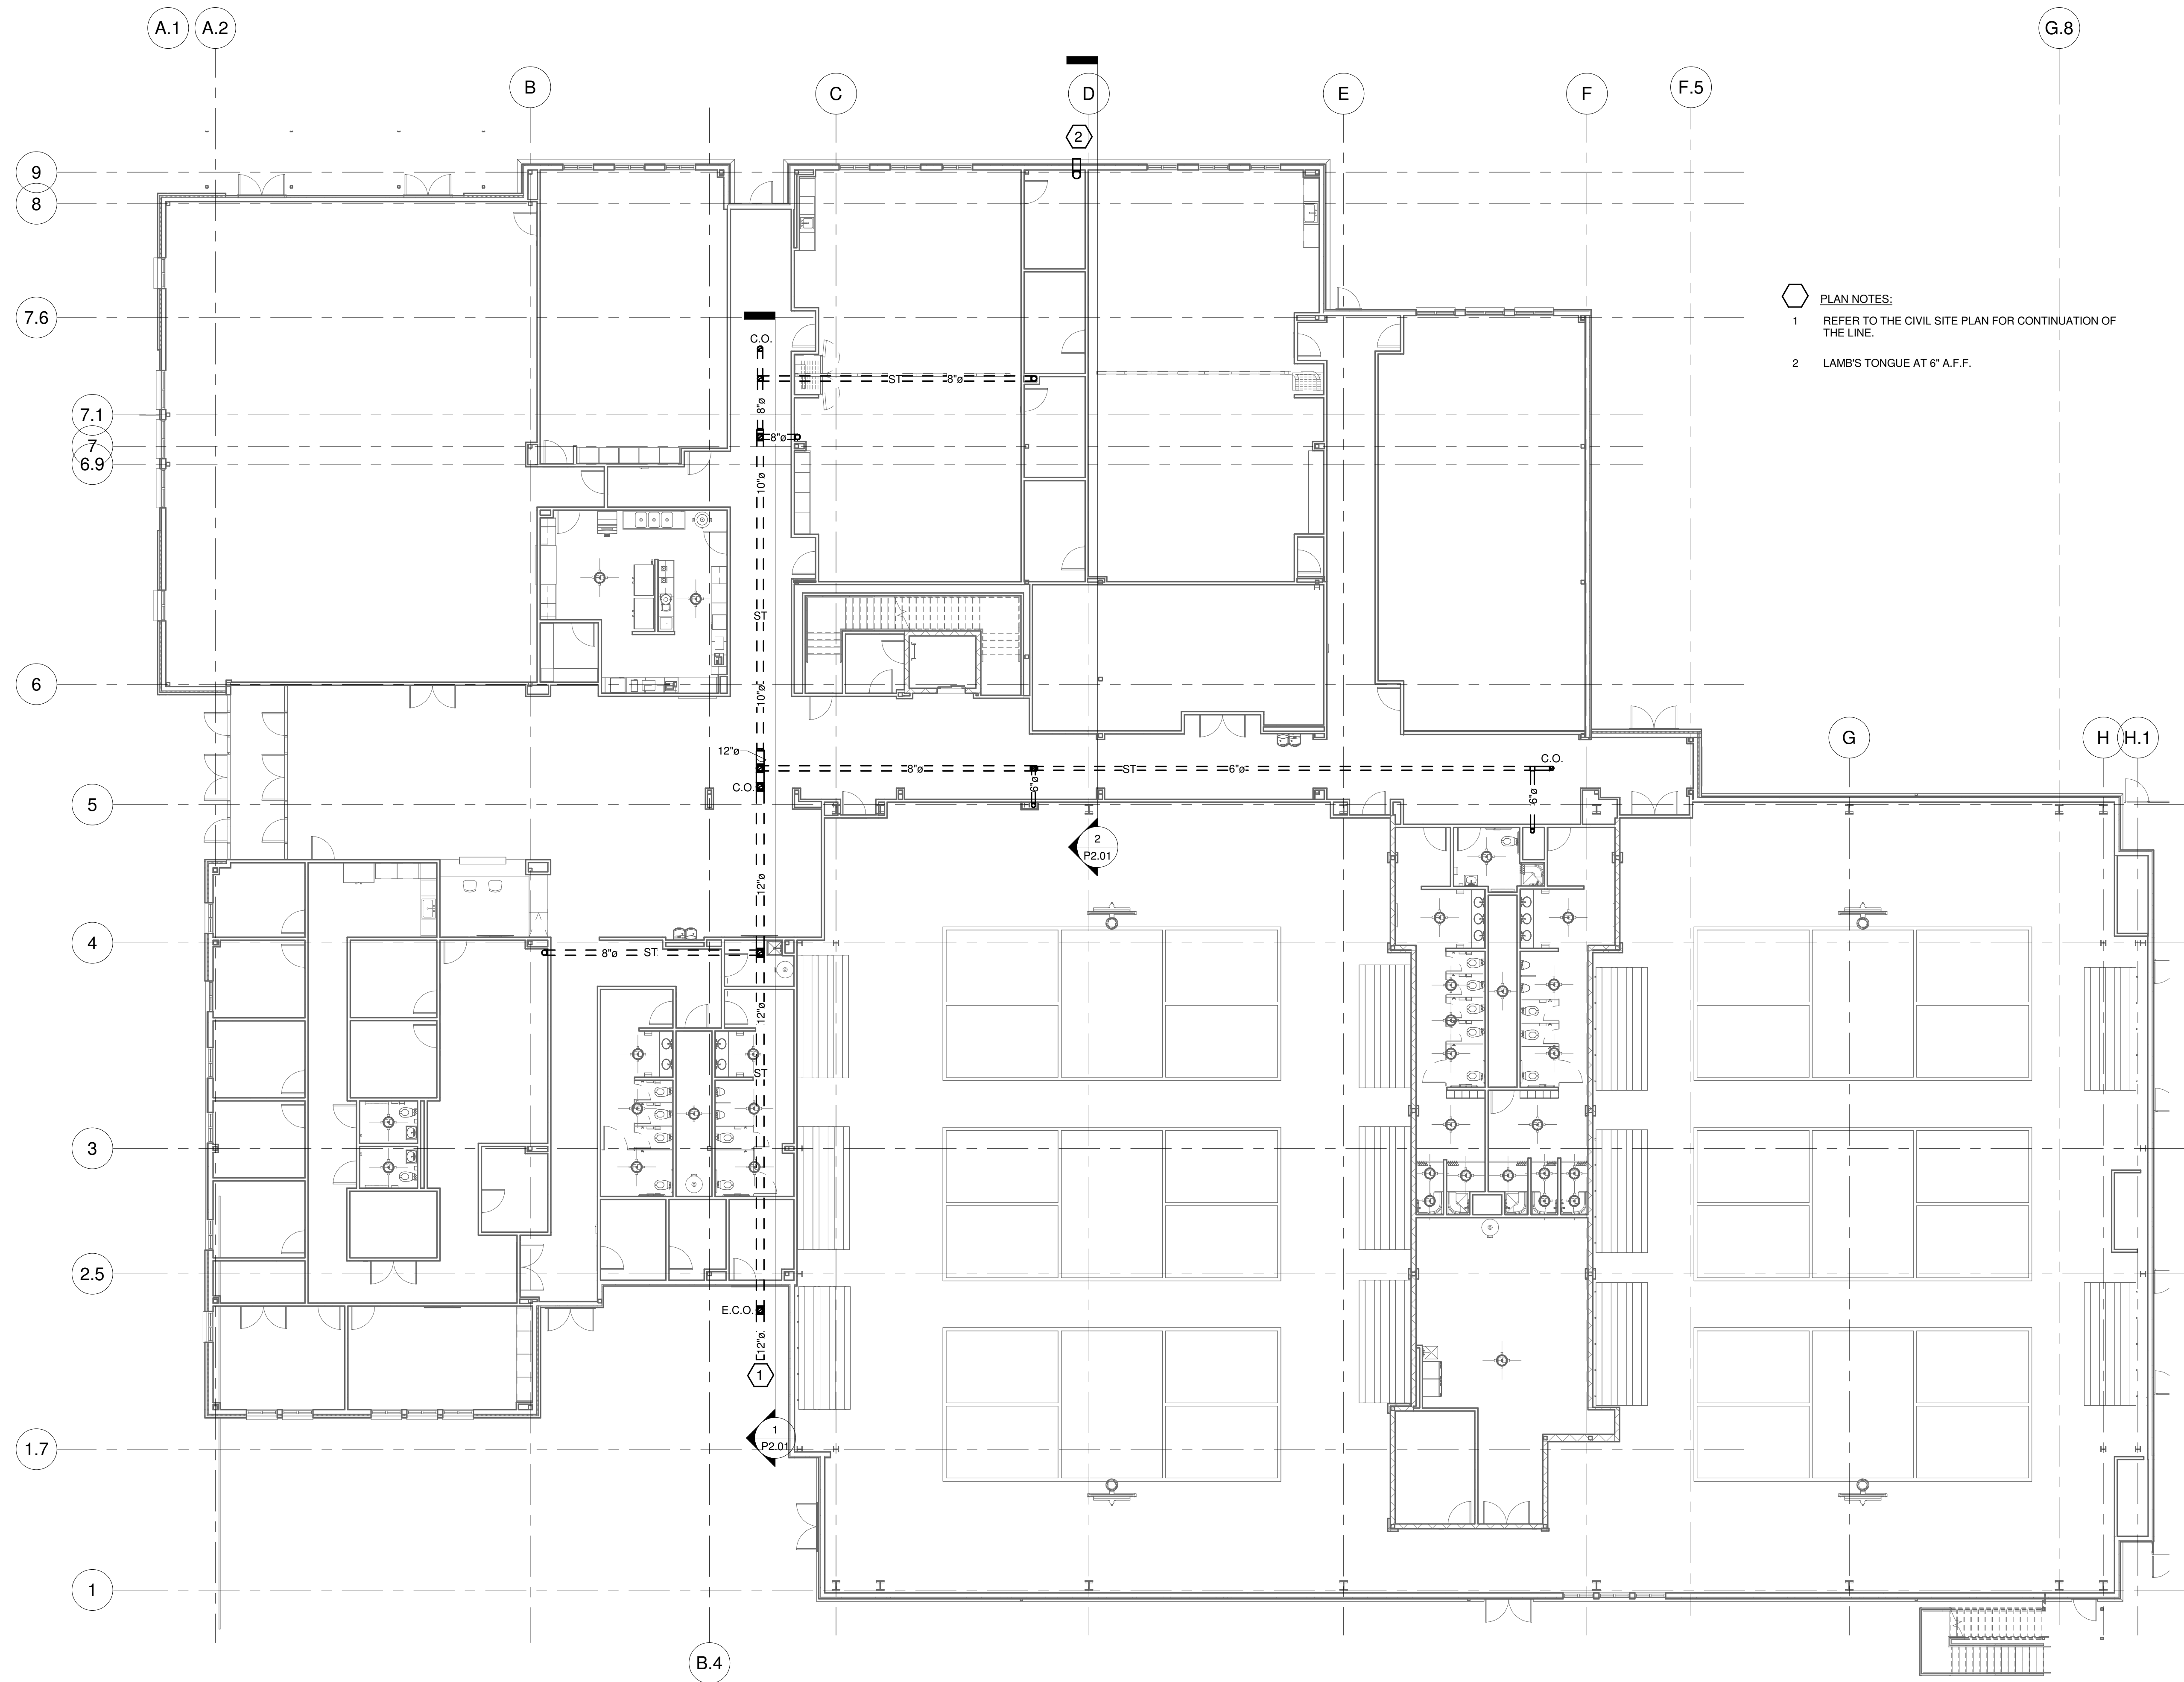 A.1
A.2
G.8
B
C
D
E
F
F.5
2
9
8
7.6
PLAN NOTES:
1 REFER TO THE CIVIL SITE PLAN FOR CONTINUATION OF
THE LINE.
2 LAMB'S TONGUE AT 6" A.F.F.
C.O.
ST
8"ø
8"ø
7.1
8"ø
7
6.9
10"ø
ST
6
10"ø
G
H
H.1
12"ø
C.O.
8"ø
ST
6"ø
C.O.
6"ø
6"ø
5
2
P2.01
12"ø
4
8"ø
ST
12"ø
ST
3
2.5
E.C.O.
12"ø
1
1
P2.01
1.7
1
B.4